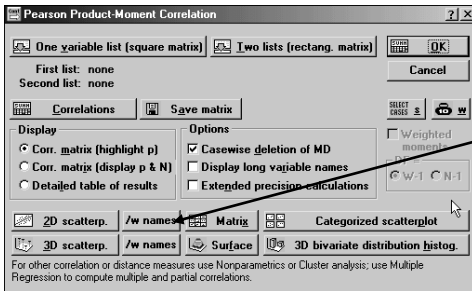 Pearson Product-Moment Correlation ? ×
One variable list (square matrix) Two lists (rectang. matrix) OK
First list: none
Second list: none
Cancel
Correlations Save matrix SELECT CASES S W
Display Options Weighted moments
Corr. matrix (highlight p) Casewise deletion of MD
Corr. matrix (display p & N) Display long variable names W-1 N-1
Detailed table of results Extended precision calculations
2D scatterp. /w names Matrix Categorized scatterplot
3D scatterp. /w names Surface 3D bivariate distribution histog.
For other correlation or distance measures use Nonparametrics or Cluster analysis; use Multiple
Regression to compute multiple and partial correlations.